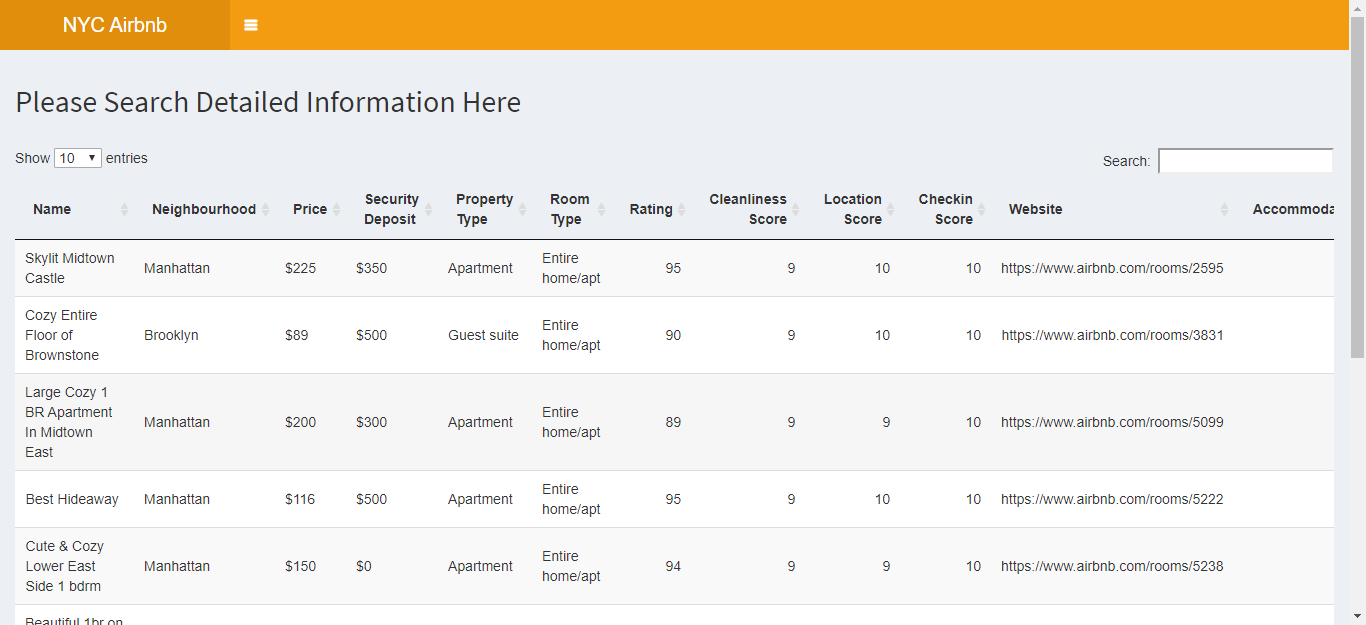 NYC Airbnb
Please Search Detailed Information Here
Show 10 entries
Search:
Name Neighbourhood Price Security Deposit Property Type Room Type Rating Cleanliness Score Location Score Checkin Score Website Accommoda
Skylit Midtown
Castle
Manhattan $225 $350 Apartment
Entire
home/apt
95 9 10 10 https://www.airbnb.com/rooms/2595
Cozy Entire
Floor of
Brownstone
Brooklyn $89 $500 Guest suite
Entire
home/apt
90 9 10 10 https://www.airbnb.com/rooms/3831
Large Cozy 1
BR Apartment
In Midtown
East
Manhattan $200 $300 Apartment
Entire
home/apt
89 9 9 10 https://www.airbnb.com/rooms/5099
Best Hideaway
Manhattan $116 $500 Apartment
Entire
home/apt
95 9 10 10 https://www.airbnb.com/rooms/5222
Cute & Cozy
Lower East
Side 1 bdrm
Manhattan $150 $0 Apartment
Entire
home/apt
94 9 9 10 https://www.airbnb.com/rooms/5238
Beautiful 1br on